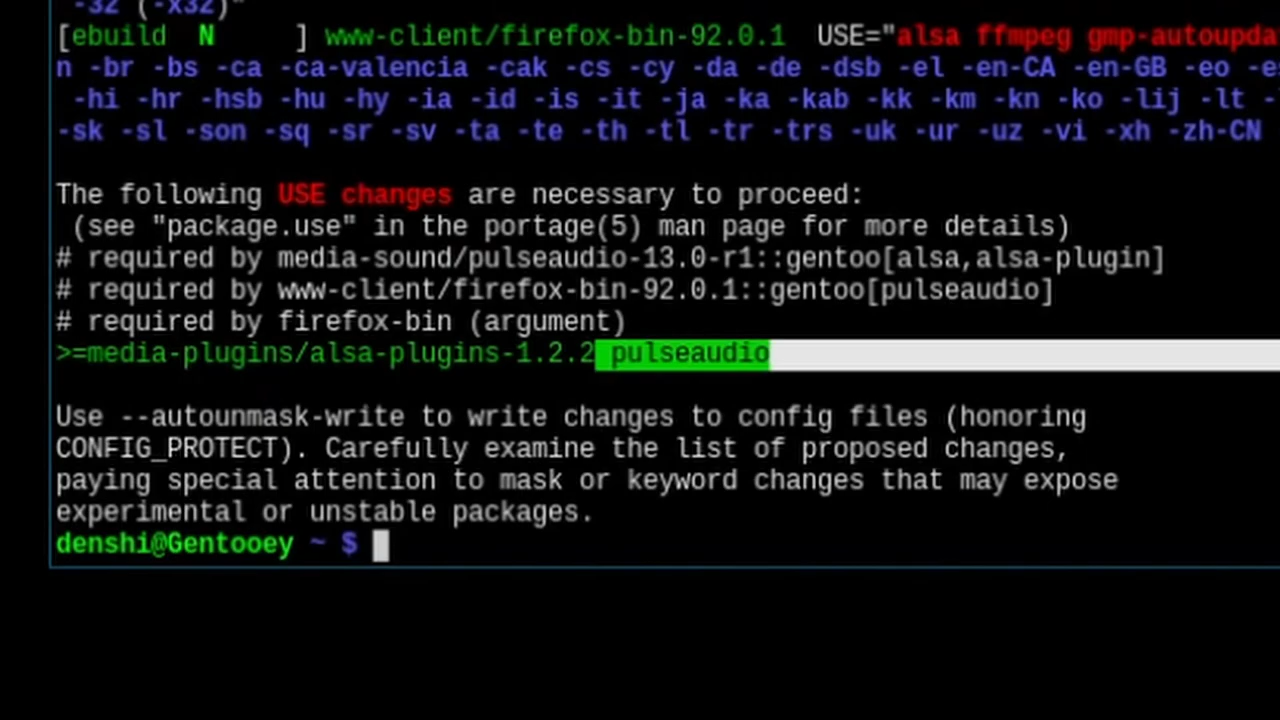 -32 (-x32)"
[ebuild  N     ] www-client/firefox-bin-92.0.1  USE="alsa ffmpeg gmp-autoupda
n -br -bs -ca -ca-valencia -cak -cs -cy -da -de -dsb -el -en-CA -en-GB -eo -es
-hi -hr -hsb -hu -hy -ia -id -is -it -ja -ka -kab -kk -km -kn -ko -lij -lt -
-sk -sl -son -sq -sr -sv -ta -te -th -tl -tr -trs -uk -ur -uz -vi -xh -zh-CN
The following USE changes are necessary to proceed:
(see "package.use" in the portage(5) man page for more details)
# required by media-sound/pulseaudio-13.0-r1::gentoo[alsa,alsa-plugin]
# required by www-client/firefox-bin-92.0.1::gentoo[pulseaudio]
# required by firefox-bin (argument)
>=media-plugins/alsa-plugins-1.2.2 pulseaudio
Use --autounmask-write to write changes to config files (honoring
CONFIG_PROTECT). Carefully examine the list of proposed changes,
paying special attention to mask or keyword changes that may expose
experimental or unstable packages.
denshi@Gentooey ~ $